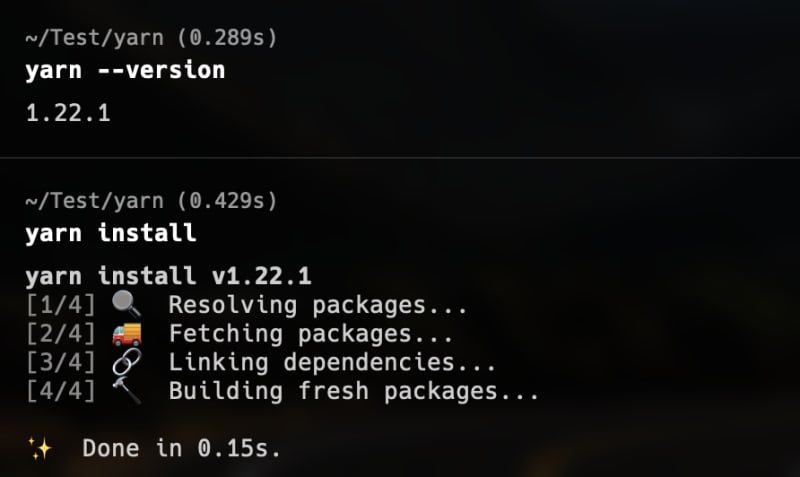 ~/Test/yarn (0.289s)
yarn --version
1.22.1
~/Test/yarn (0.429s)
yarn install
yarn install v1.22.1
[1/4] 🔍 Resolving packages...
[2/4] 🚚 Fetching packages...
[3/4] 🔗 Linking dependencies...
[4/4] 🔨 Building fresh packages...
✨ Done in 0.15s.